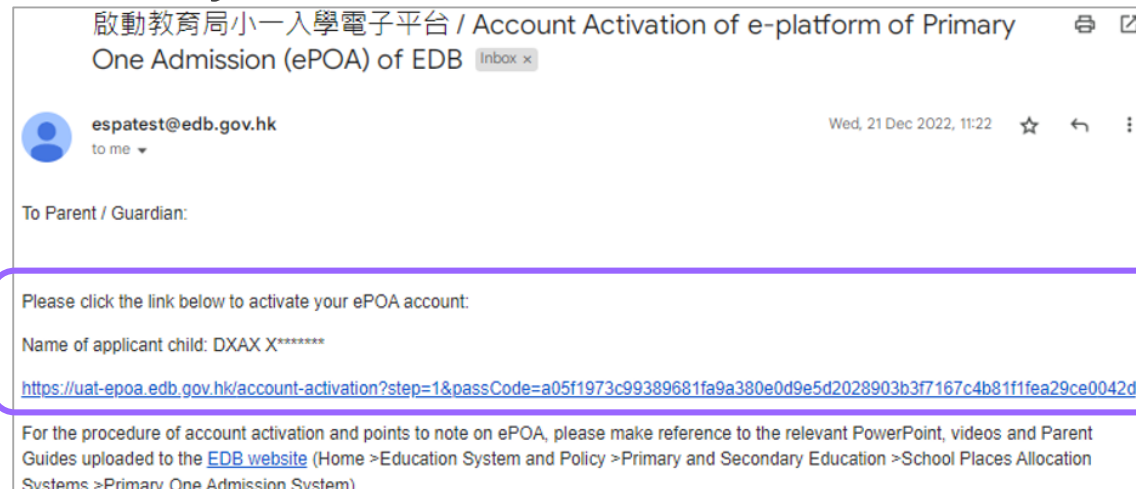 啟動教育局小一入學電子平台 / Account Activation of e-platform of Primary
One Admission (ePOA) of EDB Inbox ×
espatest@edb.gov.hk
Wed, 21 Dec 2022, 11:22
to me
To Parent / Guardian:
Please click the link below to activate your ePOA account:
Name of applicant child: DXAX X*******
https://uat-epoa.edb.gov.hk/account-activation?step=1&passCode=a05f1973c99389681fa9a380e0d9e5d2028903b3f7167c4b81f1fea29ce0042d
For the procedure of account activation and points to note on ePOA, please make reference to the relevant PowerPoint, videos and Parent
Guides uploaded to the EDB website (Home >Education System and Policy >Primary and Secondary Education >School Places Allocation
Systems >Primary One Admission System)